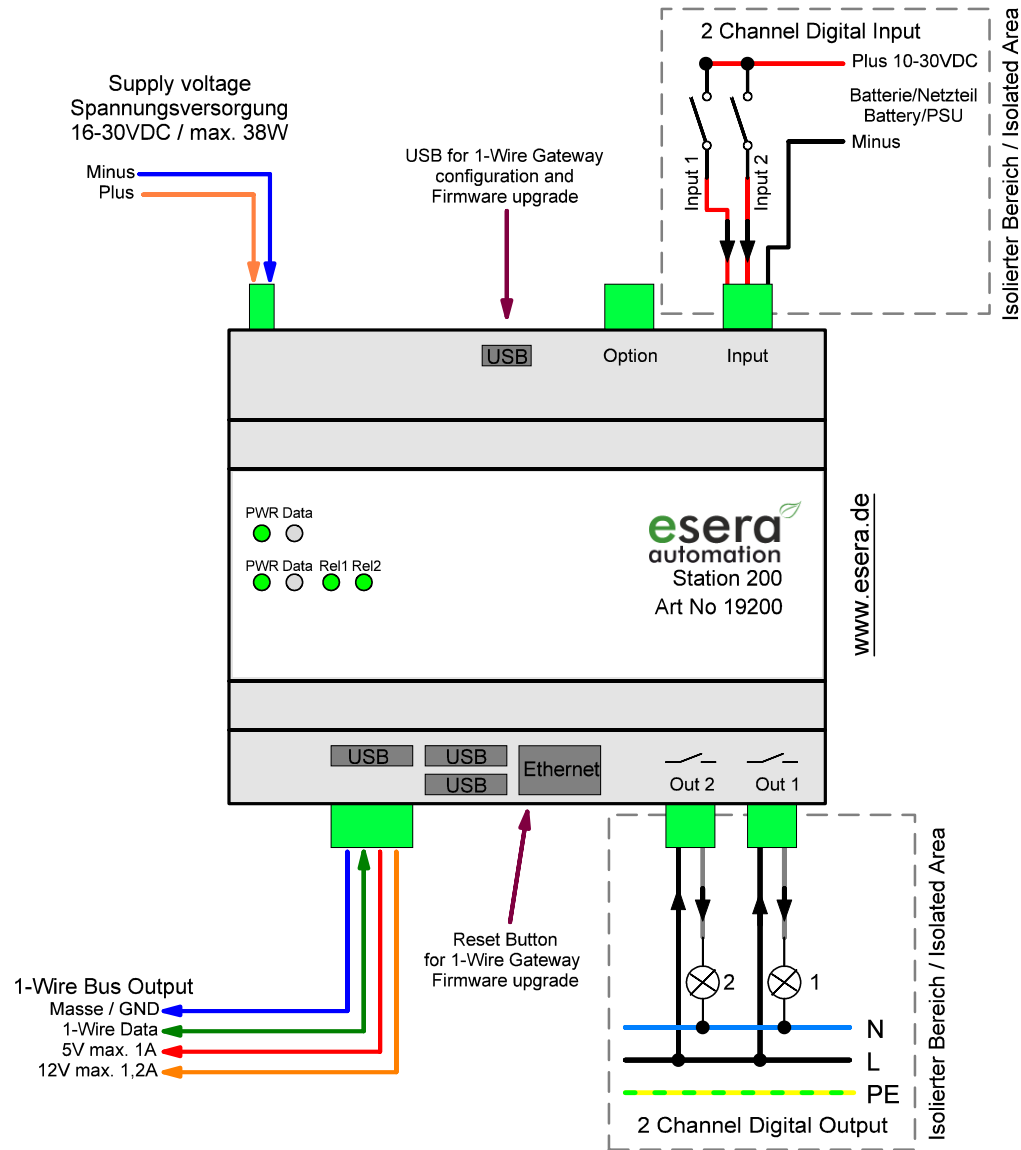 2 Channel Digital Input
Plus 10-30VDC
Batterie/Netzteil
Battery/PSU
Minus
Input 1
Input 2
Isolierter Bereich / Isolated Area
Supply voltage
Spannungsversorgung
16-30VDC / max. 38W
Minus
Plus
USB for 1-Wire Gateway
configuration and
Firmware upgrade
USB
Option
Input
PWR Data
PWR Data Rel1 Rel2
esera
automation
Station 200
Art No 19200
www.esera.de
USB
USB
USB
Ethernet
Out 2
Out 1
Reset Button
for 1-Wire Gateway
Firmware upgrade
1-Wire Bus Output
Masse / GND
1-Wire Data
5V max. 1A
12V max. 1,2A
2
1
N
L
PE
2 Channel Digital Output
Isolierter Bereich / Isolated Area